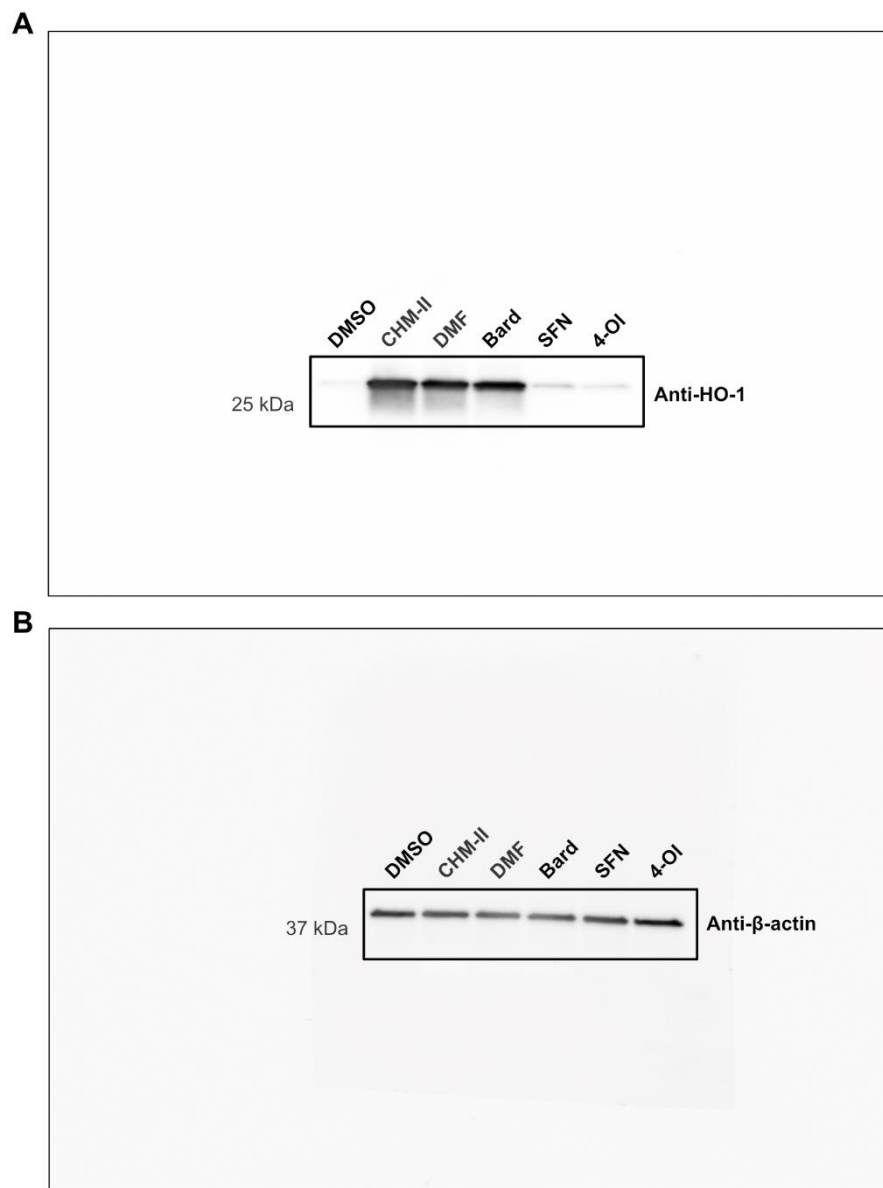 A
DMSO CHM-II DMF Bard SFN 4-OI
25 kDa Anti-HO-1
B
DMSO CHM-II DMF Bard SFN 4-OI
37 kDa Anti-β-actin